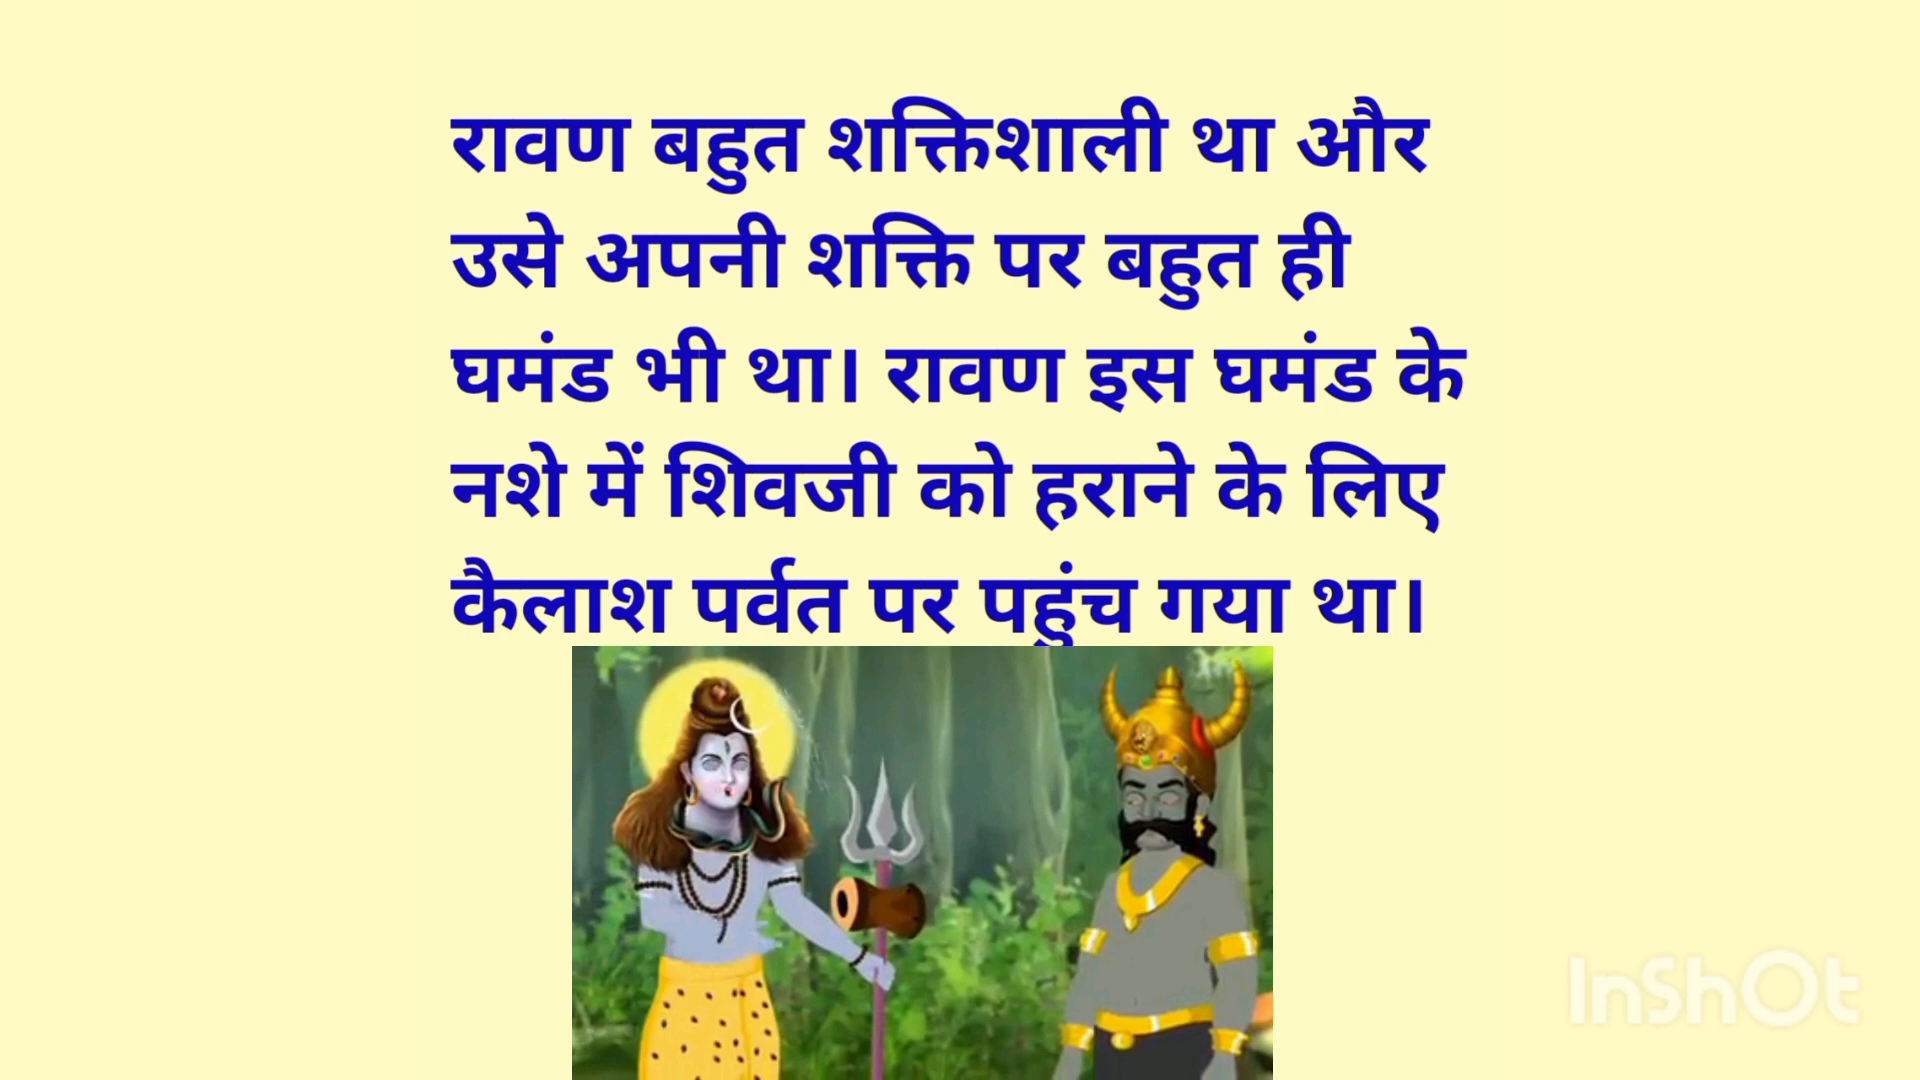 रावण बहुत शक्तिशाली था और
उसे अपनी शक्ति पर बहुत ही
घमंड भी था। रावण इस घमंड के
नशे में शिवजी को हराने के लिए
कैलाश पर्वत पर पहुंच गया था।
InShOt